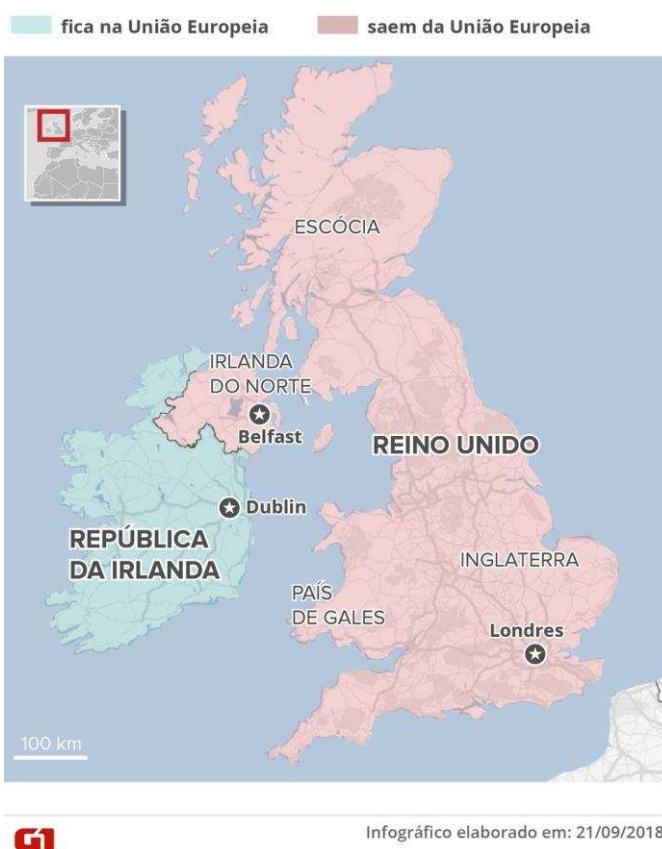 fica na União Europeia
saem da União Europeia
ESCÓCIA
IRLANDA
DO NORTE
Belfast
REINO UNIDO
Dublin
REPÚBLICA
DA IRLANDA
INGLATERRA
PAÍS
DE GALES
Londres
100 km
G1
Infográfico elaborado em: 21/09/2018